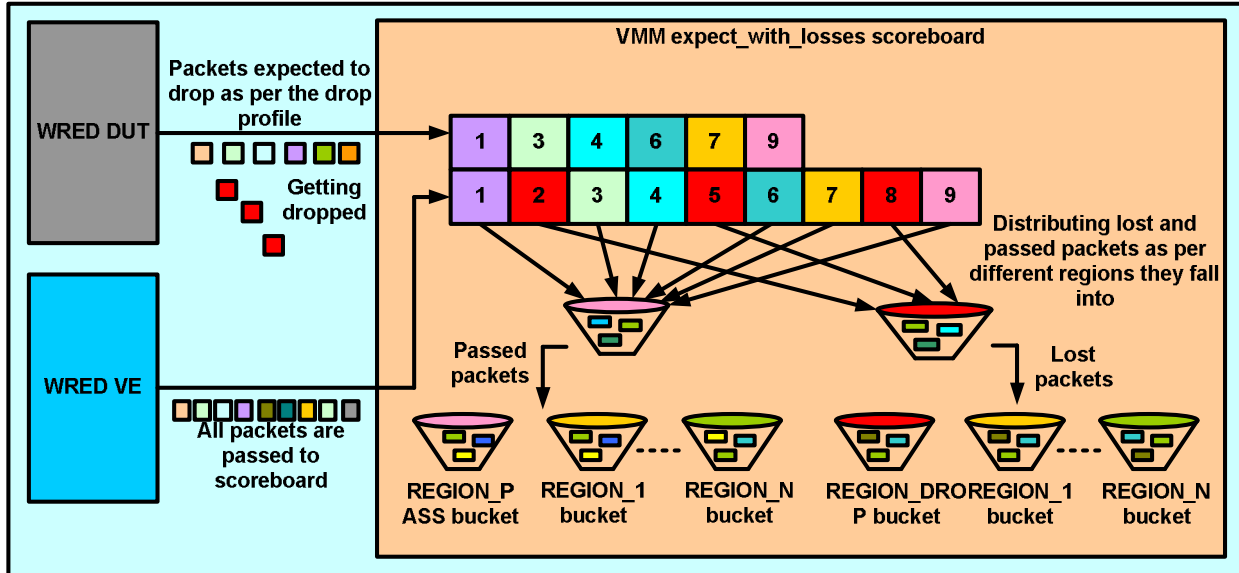 VMM expect_with_losses scoreboard
Packets expected to
drop as per the drop
profile
WRED DUT
Getting
dropped
1 3 4 6 7 9
1 2 3 4 5 6 7 8 9
Distributing lost and
passed packets as per
different regions they fall
into
WRED VE
Passed
packets
Lost
packets
All packets are
passed to
scoreboard
REGION_P
ASS bucket
REGION_1
bucket
REGION_N
bucket
REGION_DRO
P bucket
REGION_1
bucket
REGION_N
bucket